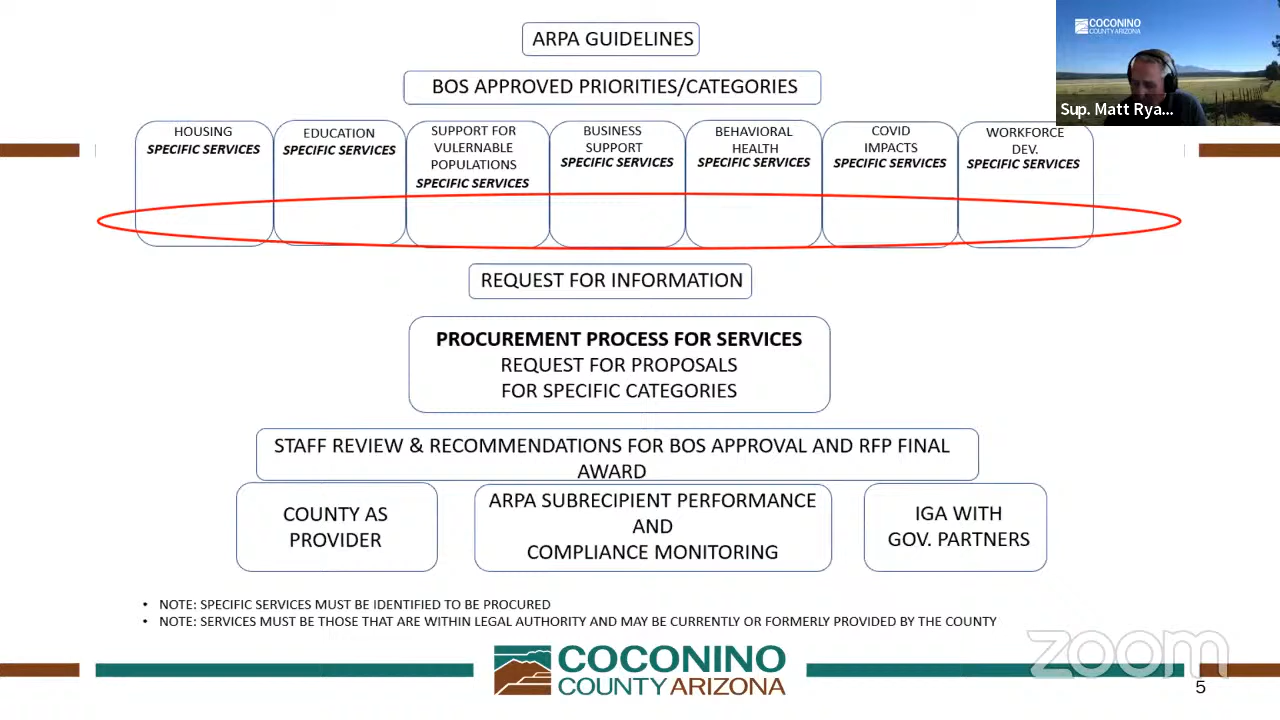 ARPA GUIDELINES
BOS APPROVED PRIORITIES/CATEGORIES
COCONINO
COUNTY ARIZONA
Sup. Matt Rya...
HOUSING
SPECIFIC SERVICES
EDUCATION
SPECIFIC SERVICES
SUPPORT FOR
VULERNABLE
POPULATIONS
SPECIFIC SERVICES
BUSINESS
SUPPORT
SPECIFIC SERVICES
BEHAVIORAL
HEALTH
SPECIFIC SERVICES
COVID
IMPACTS
SPECIFIC SERVICES
WORKFORCE
DEV.
SPECIFIC SERVICES
REQUEST FOR INFORMATION
PROCUREMENT PROCESS FOR SERVICES
REQUEST FOR PROPOSALS
FOR SPECIFIC CATEGORIES
STAFF REVIEW & RECOMMENDATIONS FOR BOS APPROVAL AND RFP FINAL
AWARD
COUNTY AS
PROVIDER
ARPA SUBRECIPIENT PERFORMANCE
AND
COMPLIANCE MONITORING
IGA WITH
GOV. PARTNERS
• NOTE: SPECIFIC SERVICES MUST BE IDENTIFIED TO BE PROCURED
• NOTE: SERVICES MUST BE THOSE THAT ARE WITHIN LEGAL AUTHORITY AND MAY BE CURRENTLY OR FORMERLY PROVIDED BY THE COUNTY
COCONINO
COUNTY ARIZONA
zoom
5